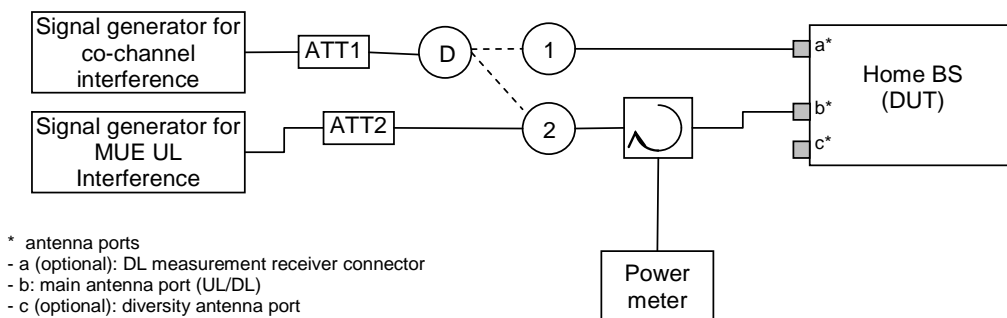 Signal generator for
co-channel
interference
ATT1
D
1
a*
Home BS
(DUT)
Signal generator for
MUE UL
Interference
ATT2
2
b*
c*
Power
meter
* antenna ports
- a (optional): DL measurement receiver connector
- b: main antenna port (UL/DL)
- c (optional): diversity antenna port